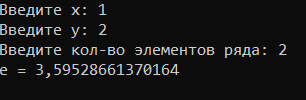 Введите x: 1
Введите y: 2
Введите кол-во элементов ряда: 2
e = 3,59528661370164